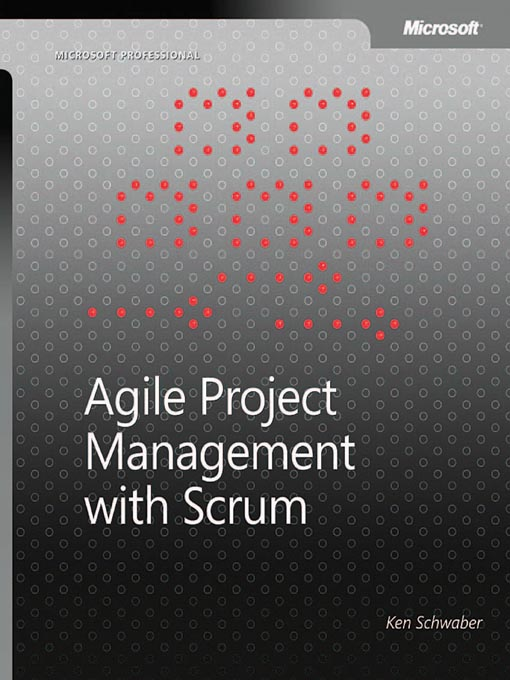 Microsoft
MICROSOFT PROFESSIONAL
Agile Project
Management
with Scrum
Ken Schwaber